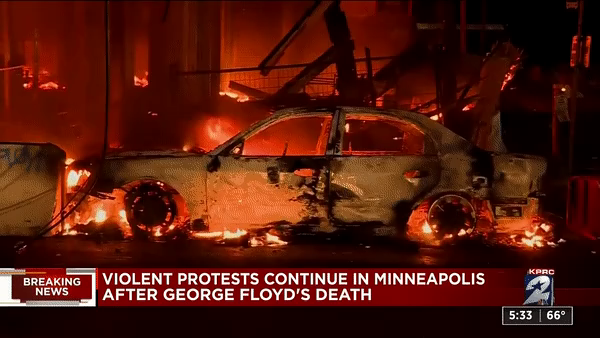 BREAKING
NEWS
VIOLENT PROTESTS CONTINUE IN MINNEAPOLIS
AFTER GEORGE FLOYD'S DEATH
KPRC
2
5:33 66°